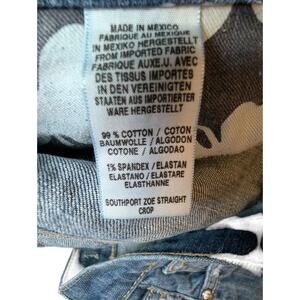 MADE IN MEXICO
FABRIQUE AU MEXIQUE
IN MEXIKO HERGESTELLT
FROM IMPORTED FABRIC
FABRIQUE AUXE.U. AVEC
DES TISSUS IMPORTES
IN DEN VEREINIGTEN
STAATEN AUS IMPORTIERTER
WARE HERGESTELLT
99 % COTTON / COTON
BAUMWOLLE / ALGODON
COTONE / ALGODAO
1% SPANDEX / ELASTAN
ELASTANO / ELASTARE
ELASTHANNE
SOUTHPORT ZOE STRAIGHT
CROP